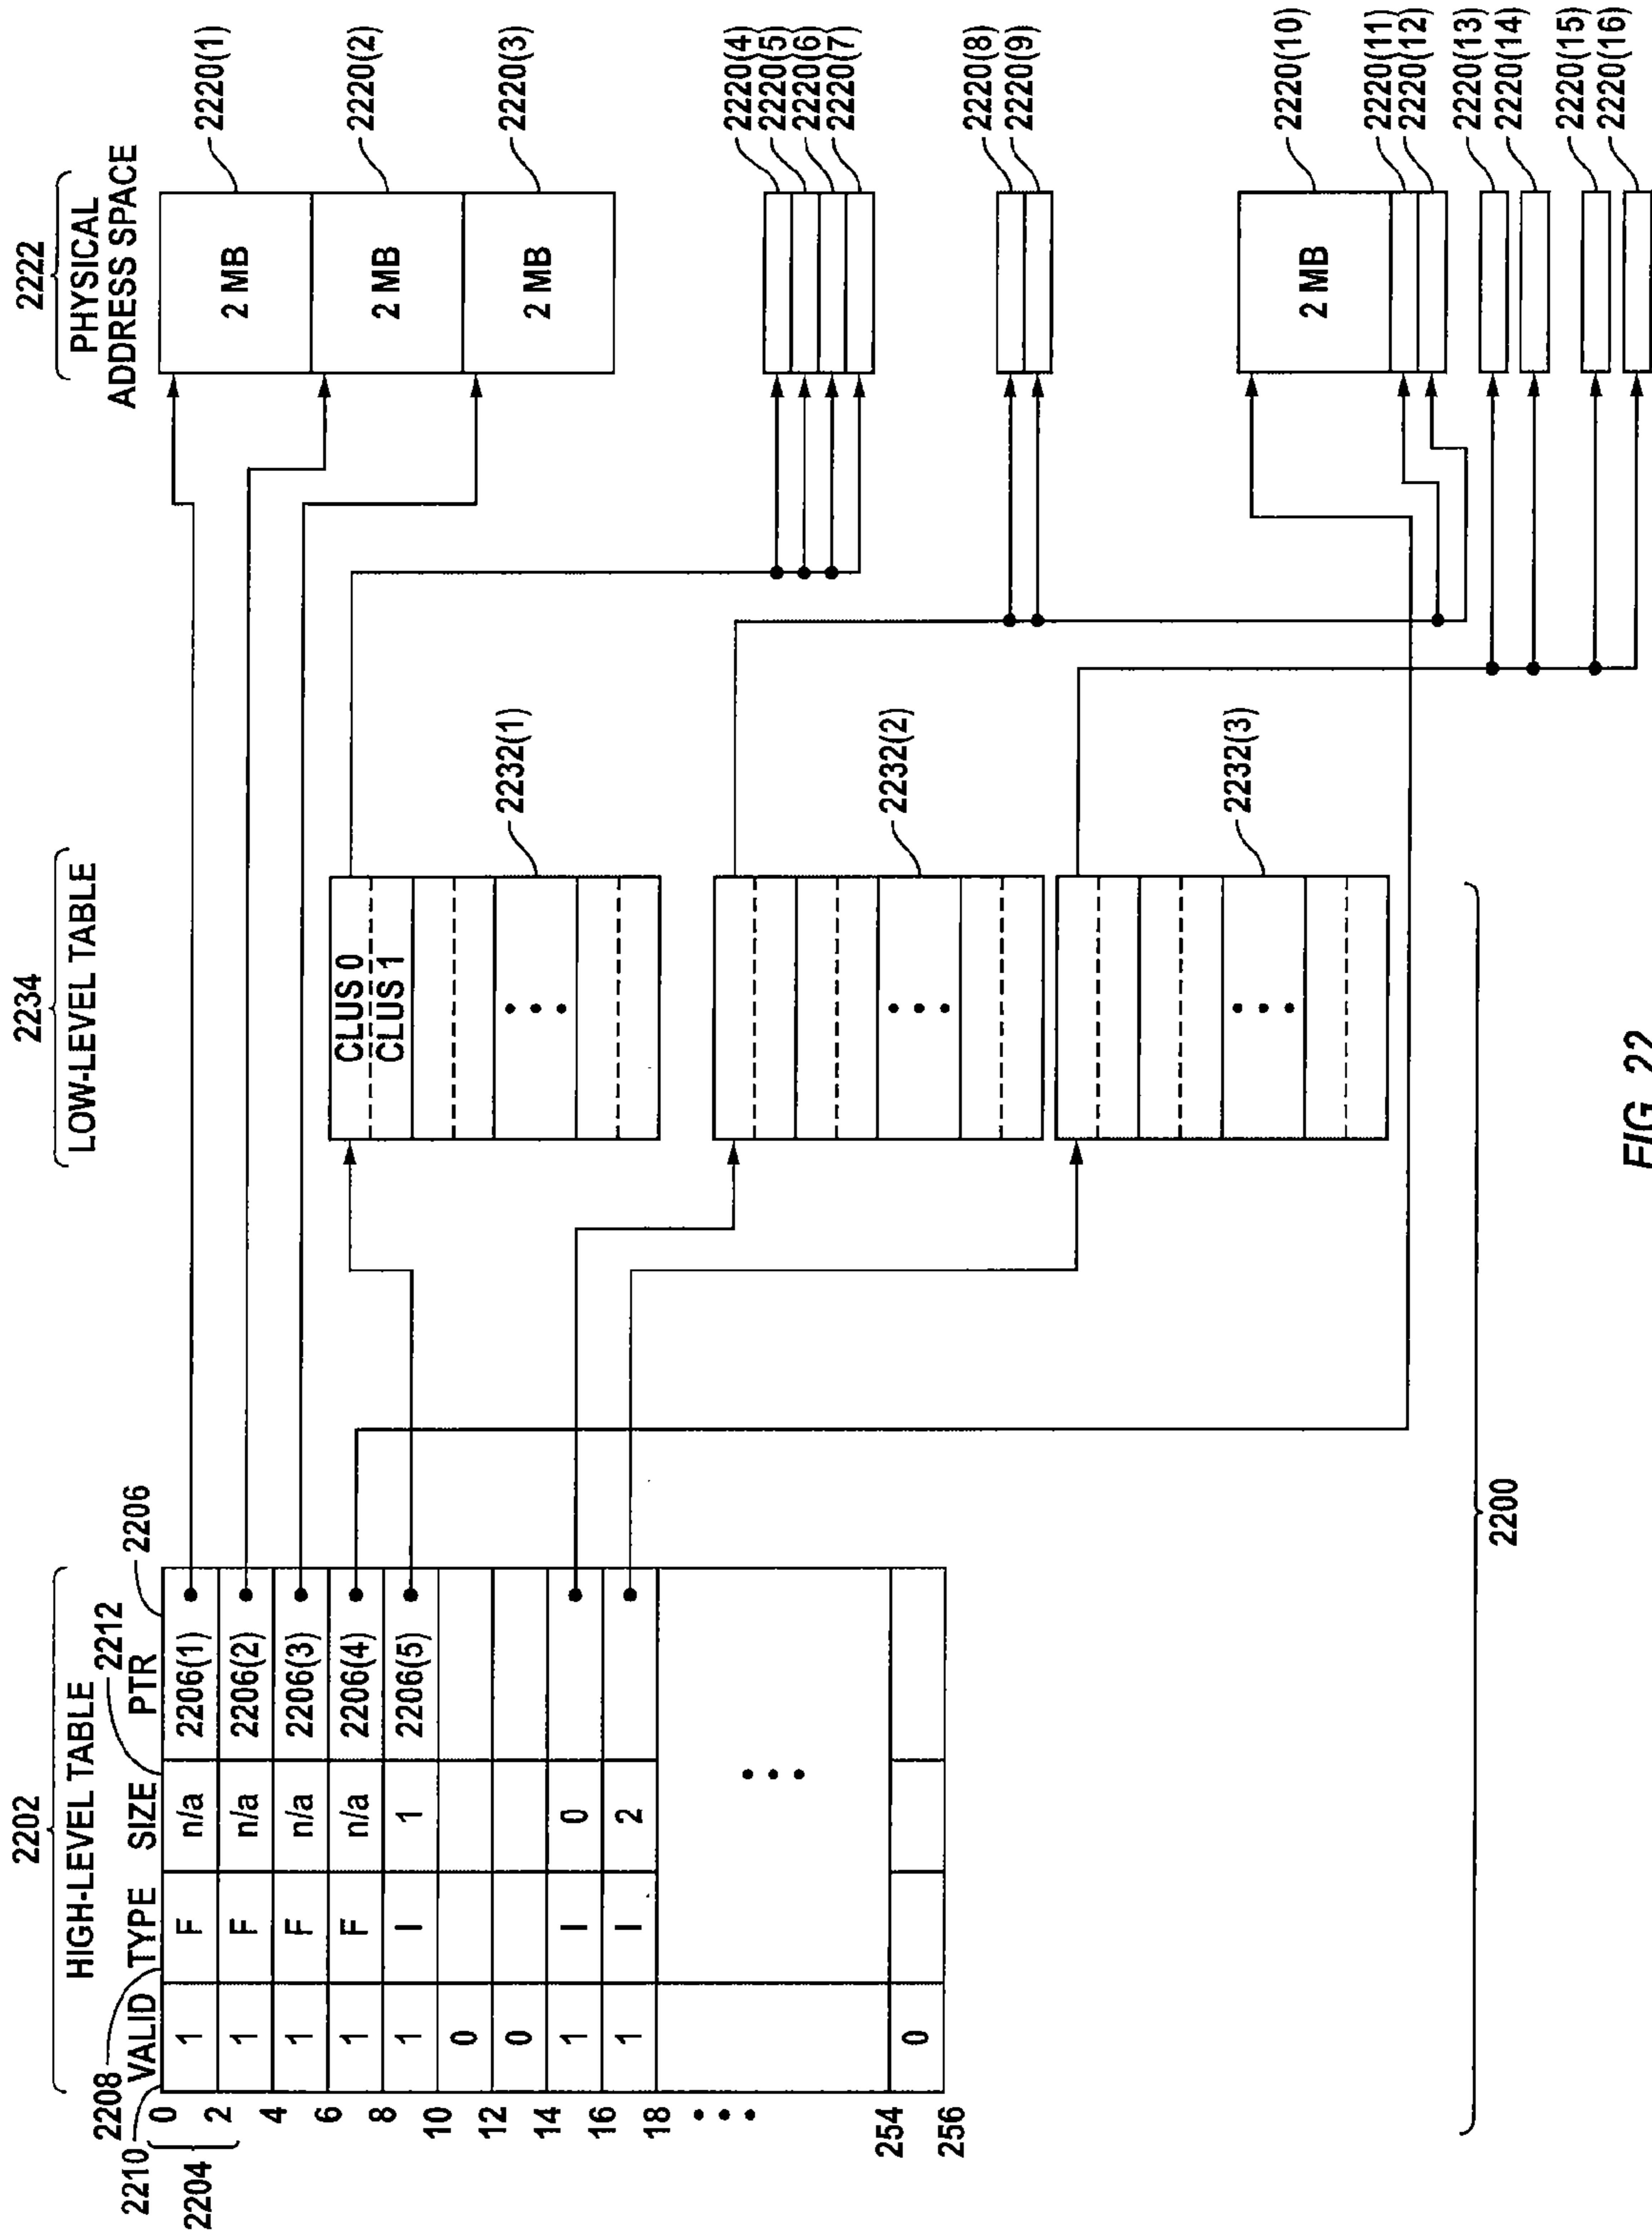 2202
HIGH-LEVEL TABLE
2210
2208
2212
2206
VALID TYPE SIZE PTR
2204
0
1 F n/a 2206(1)
2
1 F n/a 2206(2)
4
1 F n/a 2206(3)
6
1 F n/a 2206(4)
8
1 I 1 2206(5)
10
0
12
0
14
1 I 0
16
1 I 2
18
254
0
256
2234
LOW-LEVEL TABLE
CLUS 0
CLUS 1
2232(1)
2232(2)
2232(3)
2222
PHYSICAL
ADDRESS SPACE
2 MB 2220(1)
2 MB 2220(2)
2 MB 2220(3)
2220(4)
2220(5)
2220(6)
2220(7)
2220(8)
2220(9)
2 MB 2220(10)
2220(11)
2220(12)
2220(13)
2220(14)
2220(15)
2220(16)
2200
FIG. 22